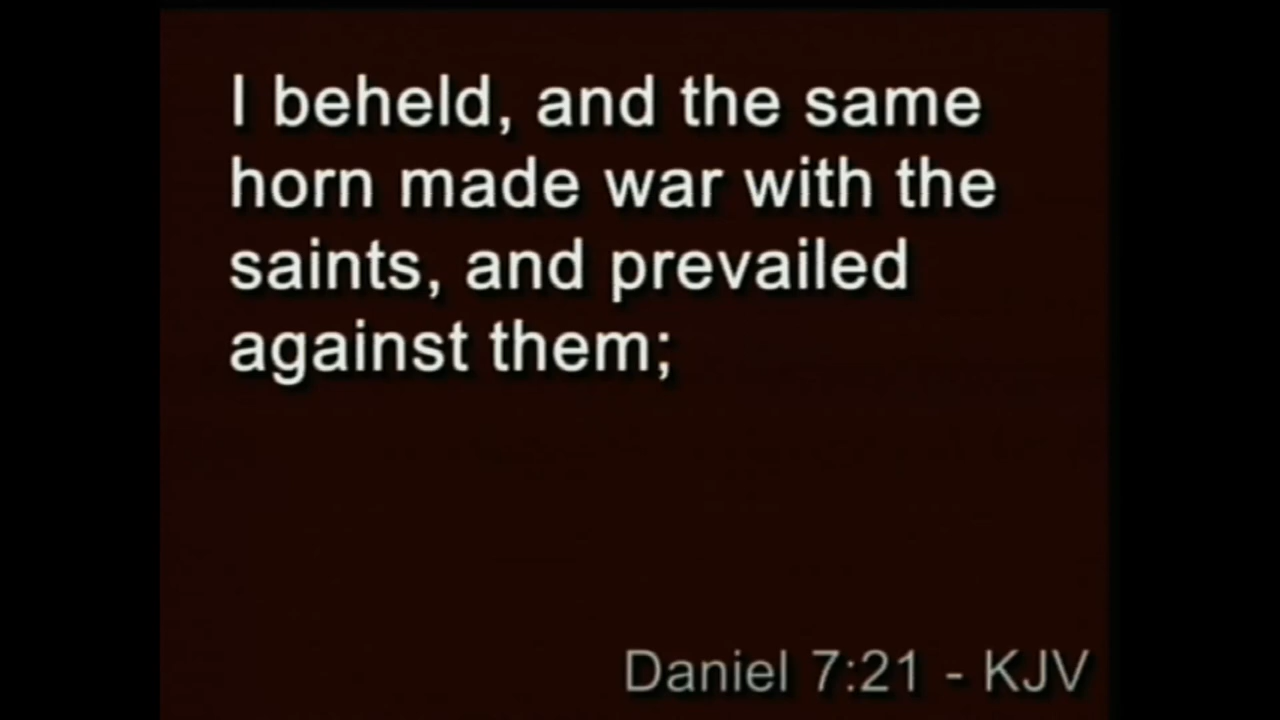 I beheld, and the same
horn made war with the
saints, and prevailed
against them;
Daniel 7:21 - KJV